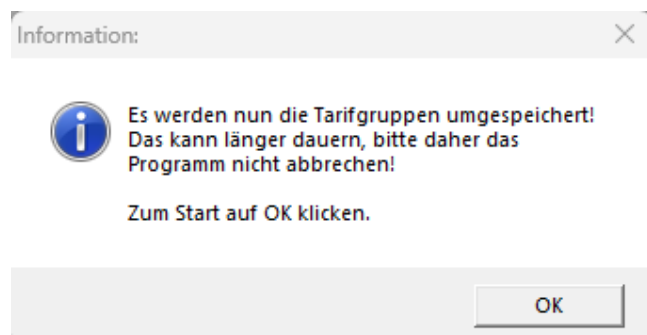 Information:
Es werden nun die Tarifgruppen umgespeichert!
Das kann länger dauern, bitte daher das
Programm nicht abbrechen!
Zum Start auf OK klicken.
OK